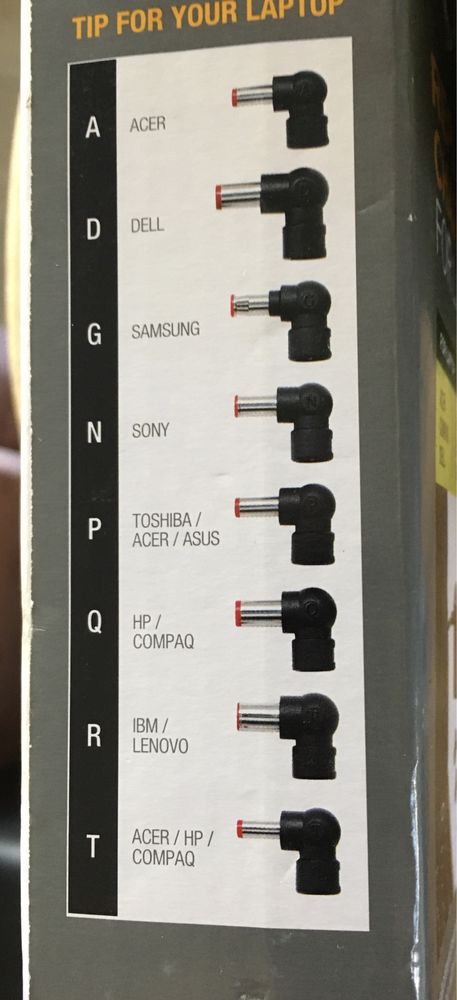 TIP FOR YOUR LAPTOP
A ACER
D DELL
G SAMSUNG
N SONY
P TOSHIBA /
ACER / ASUS
Q HP /
COMPAQ
R IBM /
LENOVO
T ACER / HP /
COMPAQ